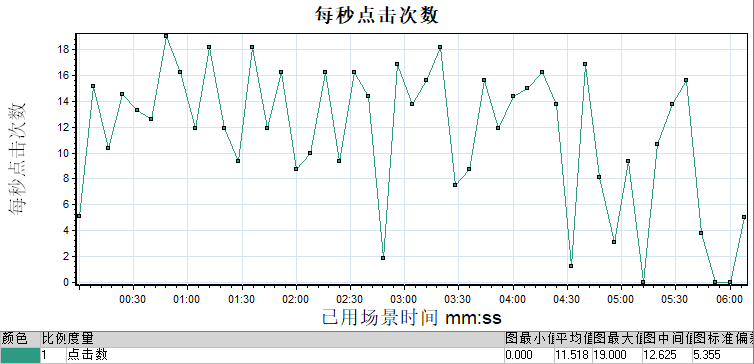 每秒点击次数
每秒点击次数
18
16
14
12
10
8
6
4
2
0
00:30 01:00 01:30 02:00 02:30 03:00 03:30 04:00 04:30 05:00 05:30 06:00
已用场景时间 mm:ss
颜色 比例 度量 图最小值 平均值 图最大值 图中间值 图标准偏差
1 点击数 0.000 11.518 19.000 12.625 5.355